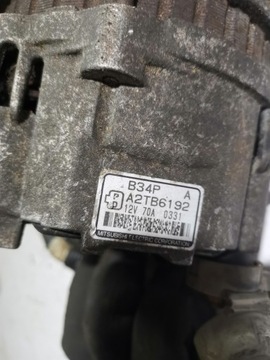 B34P A
A2TB6192
12V 70A 0331
MITSUBISHI ELECTRIC CORPORATION